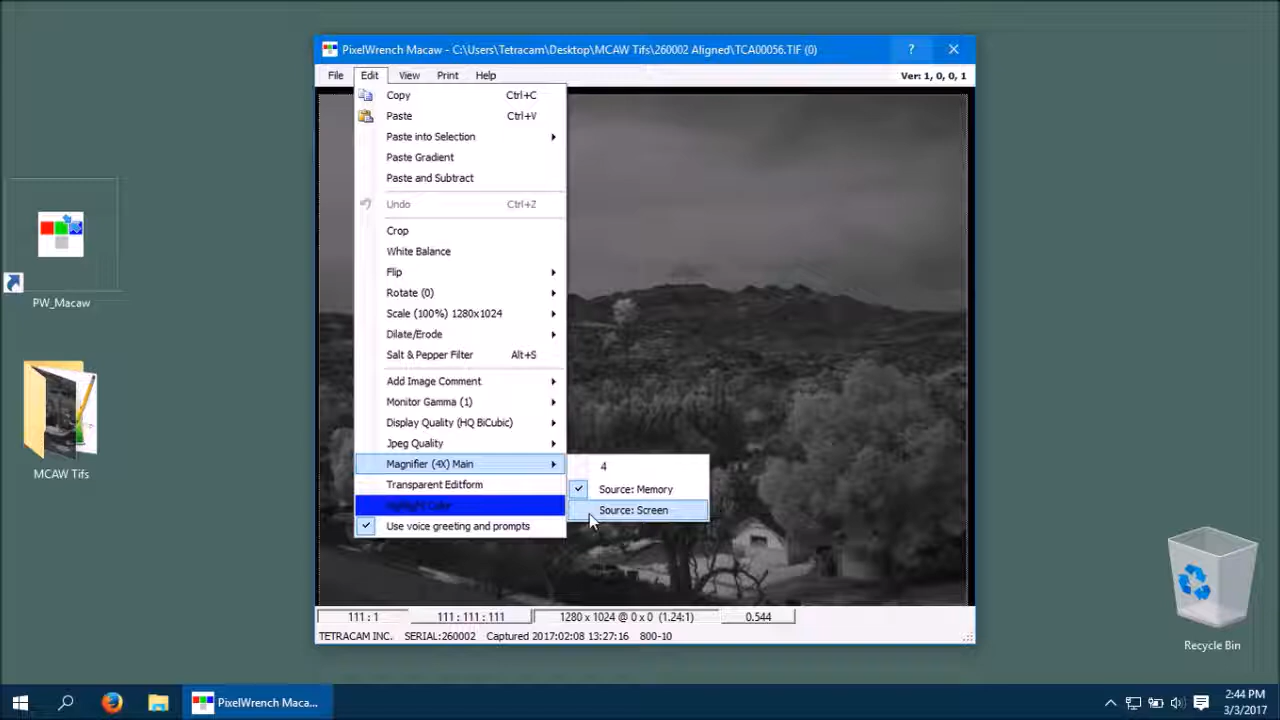 PixelWrench Macaw - C:\Users\Tetracam\Desktop\MCAW Tifs\260002 Aligned\TCA00056.TIF (0)
?
File Edit View Print Help
Ver: 1, 0, 0, 1
Copy Ctrl+C
Paste Ctrl+V
Paste into Selection
Paste Gradient
Paste and Subtract
Undo Ctrl+Z
Crop
White Balance
Flip
Rotate (0)
Scale (100%) 1280x1024
Dilate/Erode
Salt & Pepper Filter Alt+S
Add Image Comment
Monitor Gamma (1)
Display Quality (HQ BiCubic)
Jpeg Quality
Magnifier (4X) Main
Transparent Editform
Highlight Color
Use voice greeting and prompts
4
Source: Memory
Source: Screen
111 : 1
111 : 111 : 111
1280 x 1024 @ 0 x 0 (1.24:1)
0.544
TETRACAM INC. SERIAL:260002 Captured 2017:02:08 13:27:16 800-10
PW_Macaw
MCAW Tifs
Recycle Bin
PixelWrench Maca...
2:44 PM
3/3/2017